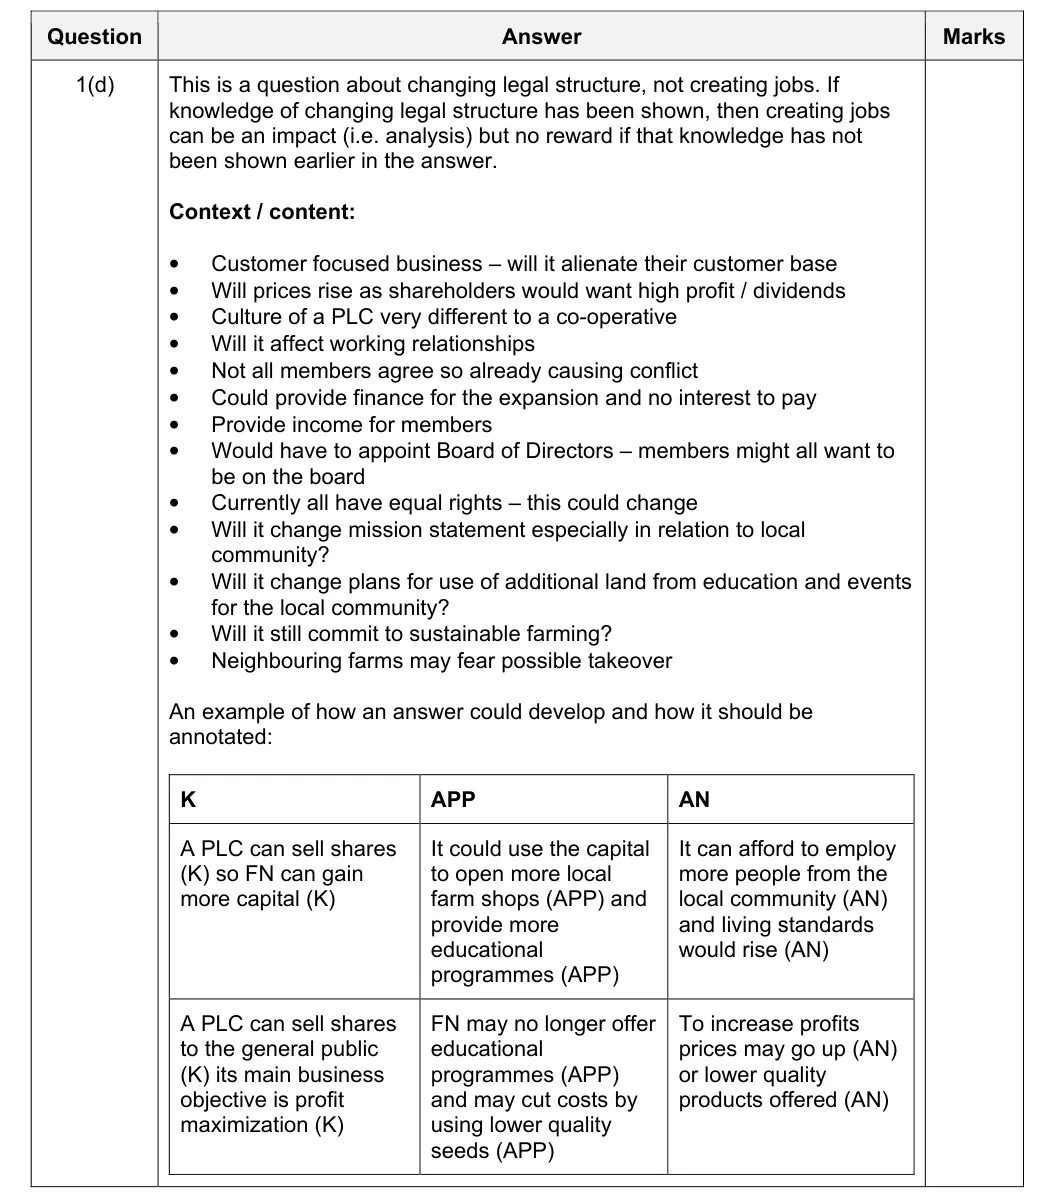 Question Answer Marks
1(d) This is a question about changing legal structure, not creating jobs. If
knowledge of changing legal structure has been shown, then creating jobs
can be an impact (i.e. analysis) but no reward if that knowledge has not
been shown earlier in the answer.
Context / content:
• Customer focused business – will it alienate their customer base
• Will prices rise as shareholders would want high profit / dividends
• Culture of a PLC very different to a co-operative
• Will it affect working relationships
• Not all members agree so already causing conflict
• Could provide finance for the expansion and no interest to pay
• Provide income for members
• Would have to appoint Board of Directors – members might all want to
be on the board
• Currently all have equal rights – this could change
• Will it change mission statement especially in relation to local
community?
• Will it change plans for use of additional land from education and events
for the local community?
• Will it still commit to sustainable farming?
• Neighbouring farms may fear possible takeover
An example of how an answer could develop and how it should be
annotated:
K APP AN
A PLC can sell shares
(K) so FN can gain
more capital (K)
It could use the capital
to open more local
farm shops (APP) and
provide more
educational
programmes (APP)
It can afford to employ
more people from the
local community (AN)
and living standards
would rise (AN)
A PLC can sell shares
to the general public
(K) its main business
objective is profit
maximization (K)
FN may no longer offer
educational
programmes (APP)
and may cut costs by
using lower quality
seeds (APP)
To increase profits
prices may go up (AN)
or lower quality
products offered (AN)